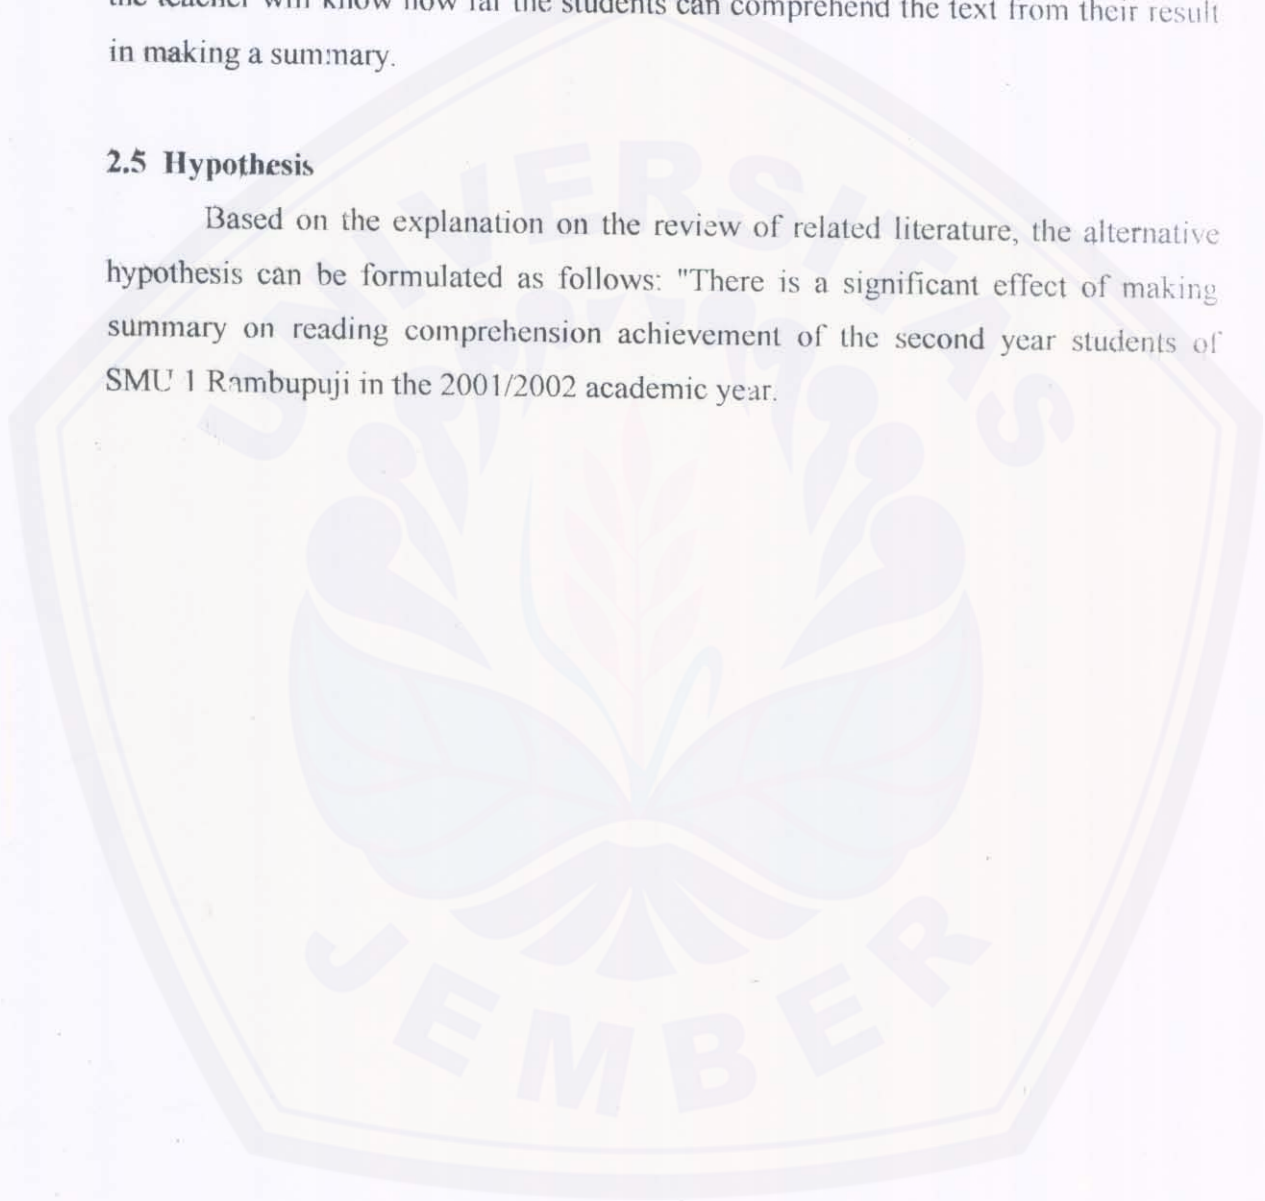 the teacher will know how far the students can comprehend the text from their result
in making a summary.
2.5 Hypothesis
Based on the explanation on the review of related literature, the alternative
hypothesis can be formulated as follows: "There is a significant effect of making
summary on reading comprehension achievement of the second year students of
SMU 1 Rambupuji in the 2001/2002 academic year.
UNIVERSITAS
JEMBER